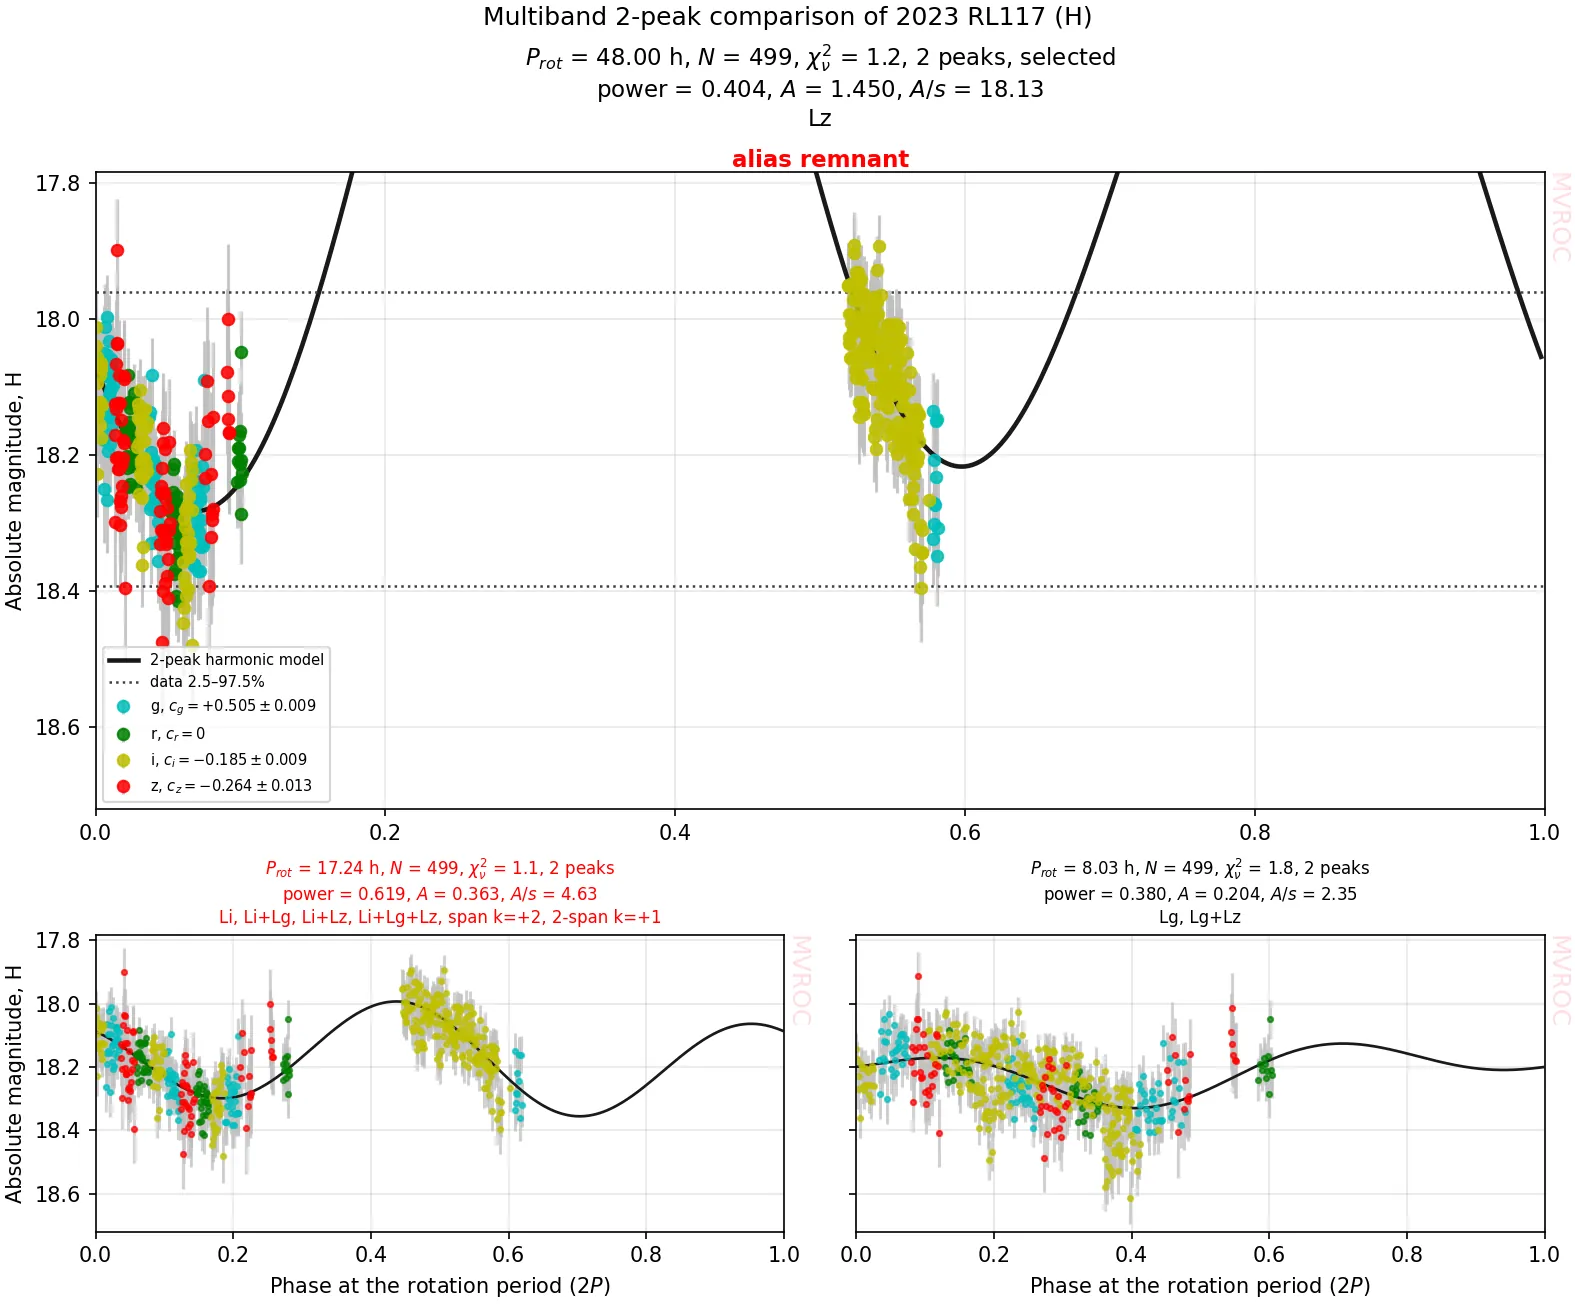 Multiband 2-peak comparison of 2023 RL117 (H)
P_rot = 48.00 h, N = 499, χ²_ν = 1.2, 2 peaks, selected
power = 0.404, A = 1.450, A/s = 18.13
Lz
alias remnant
17.8
18.0
18.2
18.4
18.6
Absolute magnitude, H
MVROC
2-peak harmonic model
data 2.5–97.5%
g, c_g = +0.505 ± 0.009
r, c_r = 0
i, c_i = −0.185 ± 0.009
z, c_z = −0.264 ± 0.013
0.0 0.2 0.4 0.6 0.8 1.0
P_rot = 17.24 h, N = 499, χ²_ν = 1.1, 2 peaks
power = 0.619, A = 0.363, A/s = 4.63
Li, Li+Lg, Li+Lz, Li+Lg+Lz, span k=+2, 2-span k=+1
17.8
18.0
18.2
18.4
18.6
Absolute magnitude, H
MVROC
0.0 0.2 0.4 0.6 0.8 1.0
Phase at the rotation period (2P)
P_rot = 8.03 h, N = 499, χ²_ν = 1.8, 2 peaks
power = 0.380, A = 0.204, A/s = 2.35
Lg, Lg+Lz
MVROC
0.0 0.2 0.4 0.6 0.8 1.0
Phase at the rotation period (2P)